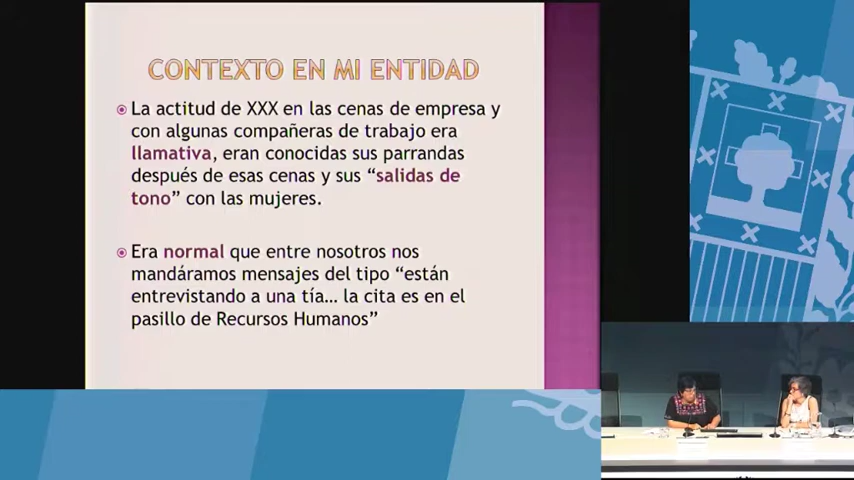 CONTEXTO EN MI ENTIDAD
La actitud de XXX en las cenas de empresa y
con algunas compañeras de trabajo era
llamativa, eran conocidas sus parrandas
después de esas cenas y sus “salidas de
tono” con las mujeres.
Era normal que entre nosotros nos
mandáramos mensajes del tipo “están
entrevistando a una tía… la cita es en el
pasillo de Recursos Humanos”